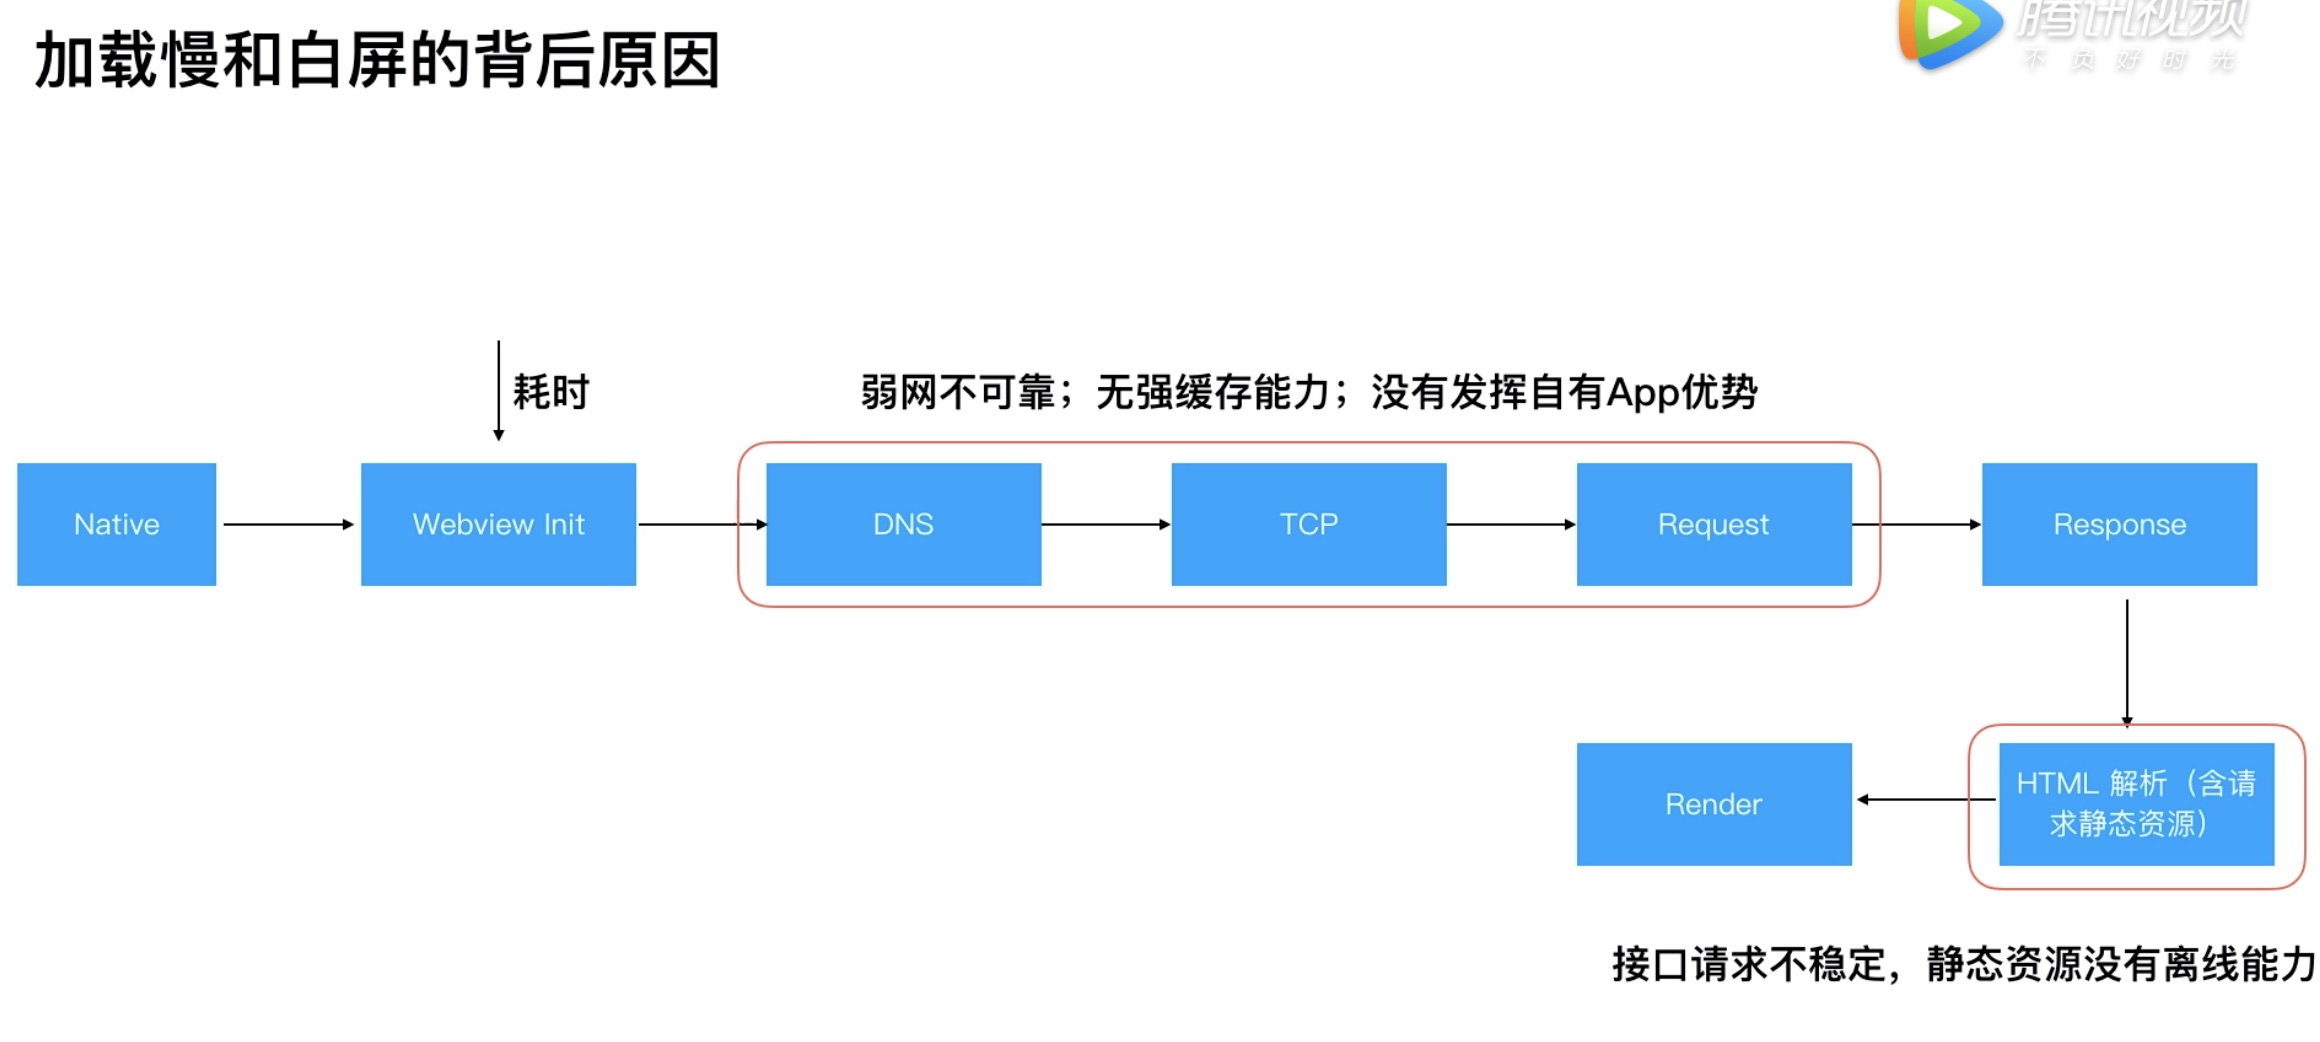 加载慢和白屏的背后原因
腾讯视频
不负好时光
耗时
弱网不可靠；无强缓存能力；没有发挥自有App优势
Native
Webview Init
DNS
TCP
Request
Response
Render
HTML 解析（含请
求静态资源）
接口请求不稳定，静态资源没有离线能力